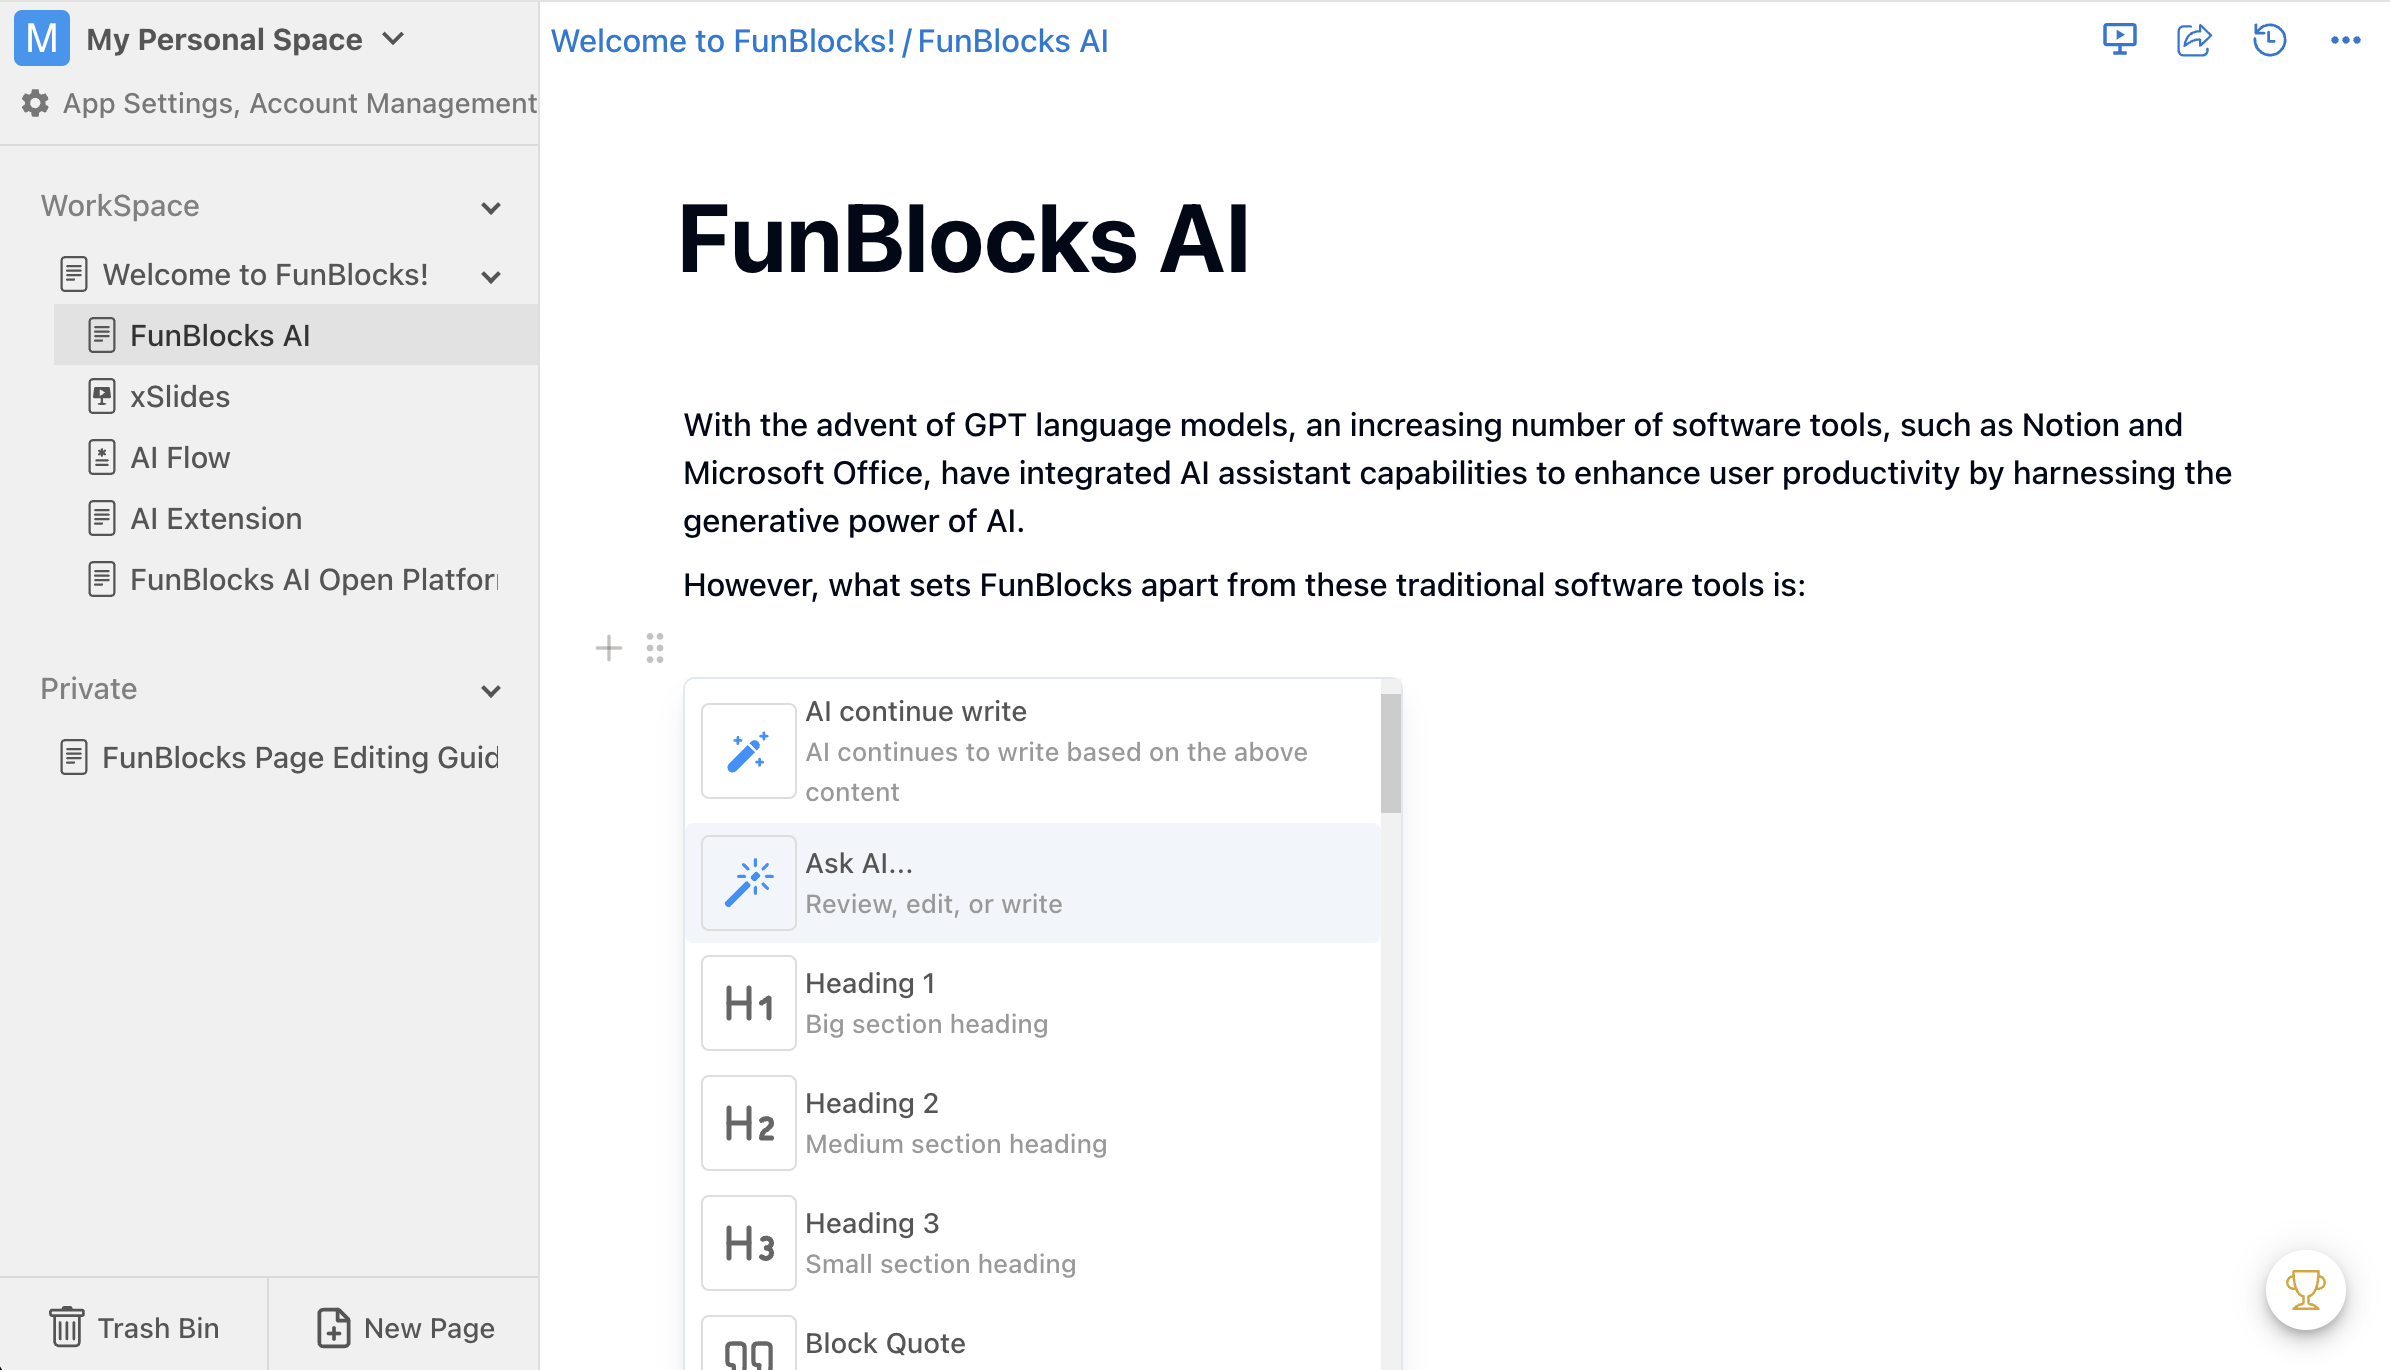 M My Personal Space
App Settings, Account Management
WorkSpace
Welcome to FunBlocks!
FunBlocks AI
xSlides
AI Flow
AI Extension
FunBlocks AI Open Platfor
Private
FunBlocks Page Editing Guid
Trash Bin
New Page
Welcome to FunBlocks! / FunBlocks AI
FunBlocks AI
With the advent of GPT language models, an increasing number of software tools, such as Notion and
Microsoft Office, have integrated AI assistant capabilities to enhance user productivity by harnessing the
generative power of AI.
However, what sets FunBlocks apart from these traditional software tools is:
AI continue write
AI continues to write based on the above
content
Ask AI...
Review, edit, or write
H1 Heading 1
Big section heading
H2 Heading 2
Medium section heading
H3 Heading 3
Small section heading
Block Quote